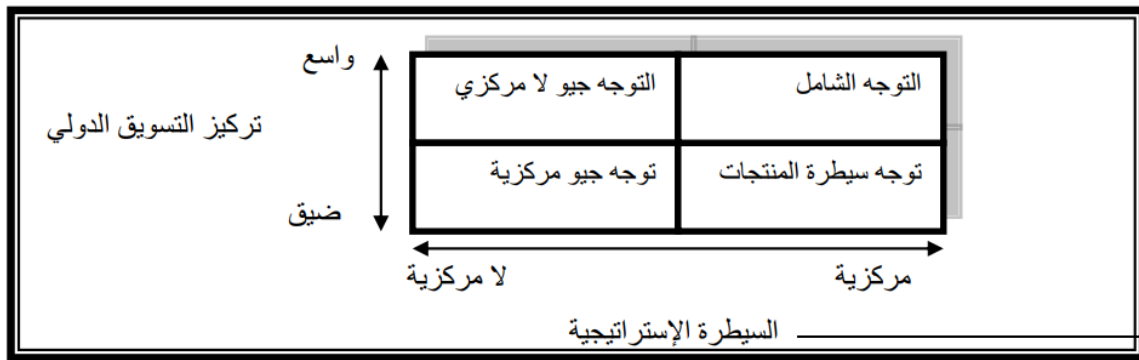 واسع
التوجه الشامل
التوجه جيو لا مركزي
تركيز التسويق الدولي
توجه سيطرة المنتجات
توجه جيو مركزية
ضيق
مركزية
لا مركزية
السيطرة الإستراتيجية